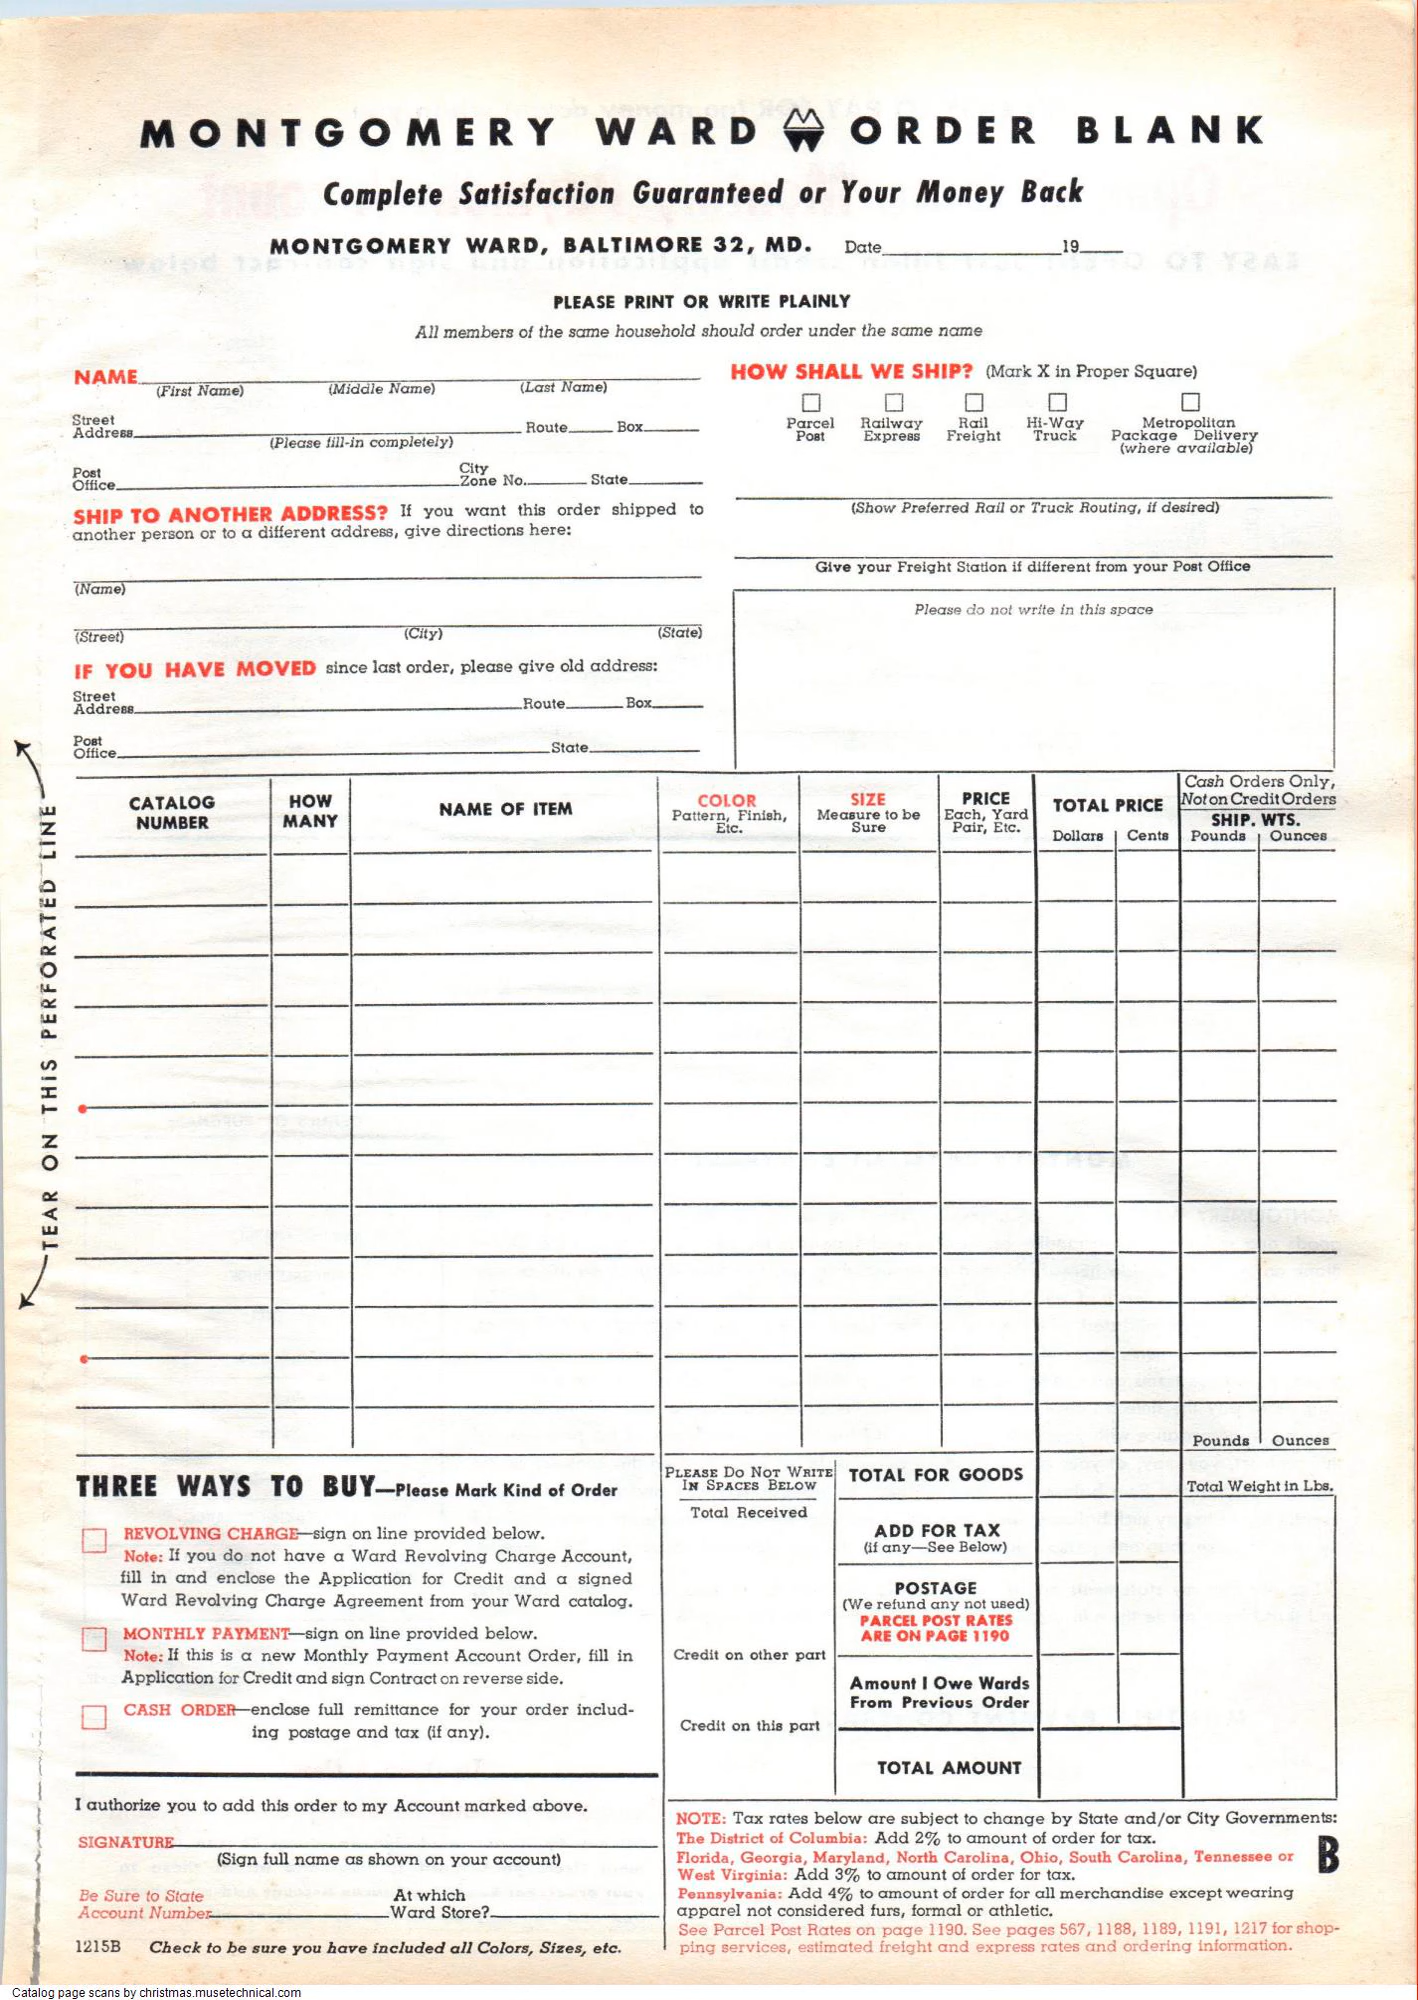 MONTGOMERY WARD ORDER BLANK
Complete Satisfaction Guaranteed or Your Money Back
MONTGOMERY WARD, BALTIMORE 32, MD. Date 19
PLEASE PRINT OR WRITE PLAINLY
All members of the same household should order under the same name
NAME
(First Name) (Middle Name) (Last Name)
Street
Address Route Box
(Please fill-in completely)
Post City
Office Zone No. State
SHIP TO ANOTHER ADDRESS? If you want this order shipped to
another person or to a different address, give directions here:
(Name)
(Street) (City) (State)
IF YOU HAVE MOVED since last order, please give old address:
Street
Address Route Box
Post
Office State
HOW SHALL WE SHIP? (Mark X in Proper Square)
Parcel Railway Rail Hi-Way Metropolitan
Post Express Freight Truck Package Delivery
(where available)
(Show Preferred Rail or Truck Routing, if desired)
Give your Freight Station if different from your Post Office
Please do not write in this space
TEAR ON THIS PERFORATED LINE
CATALOG
NUMBER
HOW
MANY
NAME OF ITEM
COLOR
Pattern, Finish,
Etc.
SIZE
Measure to be
Sure
PRICE
Each, Yard
Pair, Etc.
TOTAL PRICE
Dollars Cents
Cash Orders Only,
Not on Credit Orders
SHIP. WTS.
Pounds Ounces
Pounds Ounces
Total Weight in Lbs.
THREE WAYS TO BUY—Please Mark Kind of Order
REVOLVING CHARGE—sign on line provided below.
Note: If you do not have a Ward Revolving Charge Account,
fill in and enclose the Application for Credit and a signed
Ward Revolving Charge Agreement from your Ward catalog.
MONTHLY PAYMENT—sign on line provided below.
Note: If this is a new Monthly Payment Account Order, fill in
Application for Credit and sign Contract on reverse side.
CASH ORDER—enclose full remittance for your order includ-
ing postage and tax (if any).
I authorize you to add this order to my Account marked above.
SIGNATURE
(Sign full name as shown on your account)
Be Sure to State At which
Account Number Ward Store?
1215B Check to be sure you have included all Colors, Sizes, etc.
PLEASE DO NOT WRITE
IN SPACES BELOW
Total Received
Credit on other part
Credit on this part
TOTAL FOR GOODS
ADD FOR TAX
(if any—See Below)
POSTAGE
(We refund any not used)
PARCEL POST RATES
ARE ON PAGE 1190
Amount I Owe Wards
From Previous Order
TOTAL AMOUNT
NOTE: Tax rates below are subject to change by State and/or City Governments:
The District of Columbia: Add 2% to amount of order for tax.
Florida, Georgia, Maryland, North Carolina, Ohio, South Carolina, Tennessee or
West Virginia: Add 3% to amount of order for tax.
Pennsylvania: Add 4% to amount of order for all merchandise except wearing
apparel not considered furs, formal or athletic.
See Parcel Post Rates on page 1190. See pages 567, 1188, 1189, 1191, 1217 for shop-
ping services, estimated freight and express rates and ordering information.
B
Catalog page scans by christmas.musetechnical.com